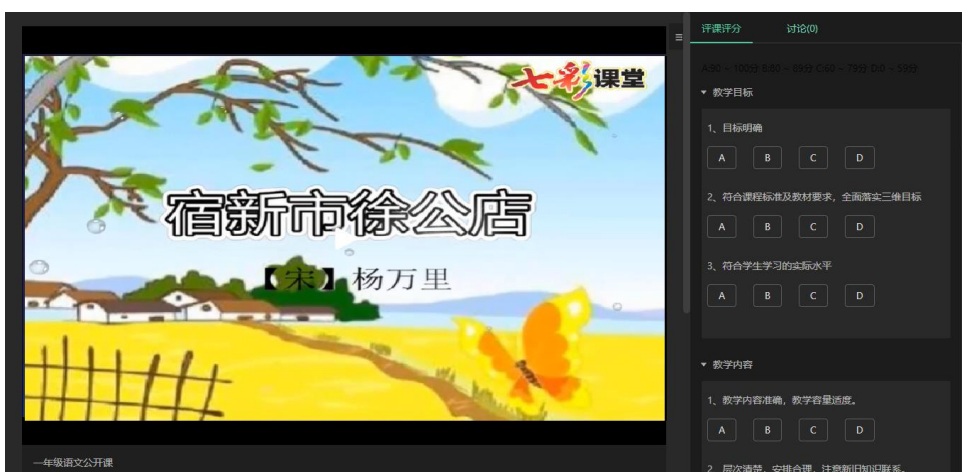 七彩课堂
宿新市徐公店
【宋】杨万里
一年级语文公开课
评课评分
讨论(0)
A:90 ~ 100分 B:80 ~ 89分 C:60 ~ 79分 D:0 ~ 59分
教学目标
1、目标明确
A B C D
2、符合课程标准及教材要求，全面落实三维目标
A B C D
3、符合学生学习的实际水平
A B C D
教学内容
1、教学内容准确，教学容量适度。
A B C D
2、层次清楚，安排合理，注意新旧知识联系。